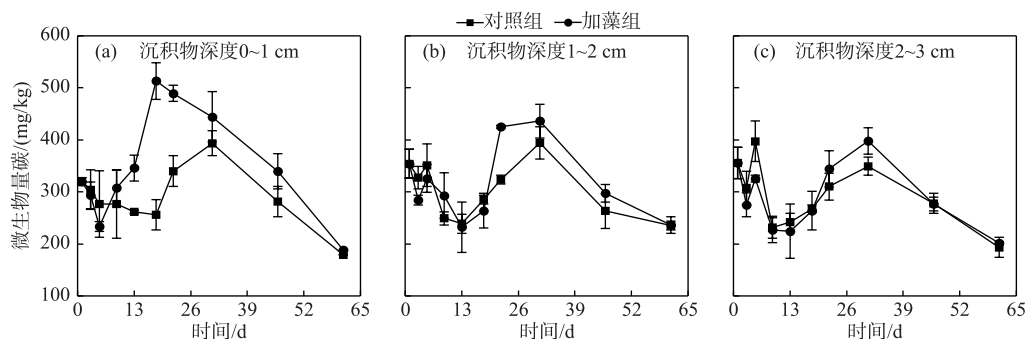 对照组 加藻组
(a) 沉积物深度0~1 cm
(b) 沉积物深度1~2 cm
(c) 沉积物深度2~3 cm
微生物量碳/(mg/kg)
600
500
400
300
200
100
0 13 26 39 52 65
0 13 26 39 52 65
0 13 26 39 52 65
时间/d
时间/d
时间/d